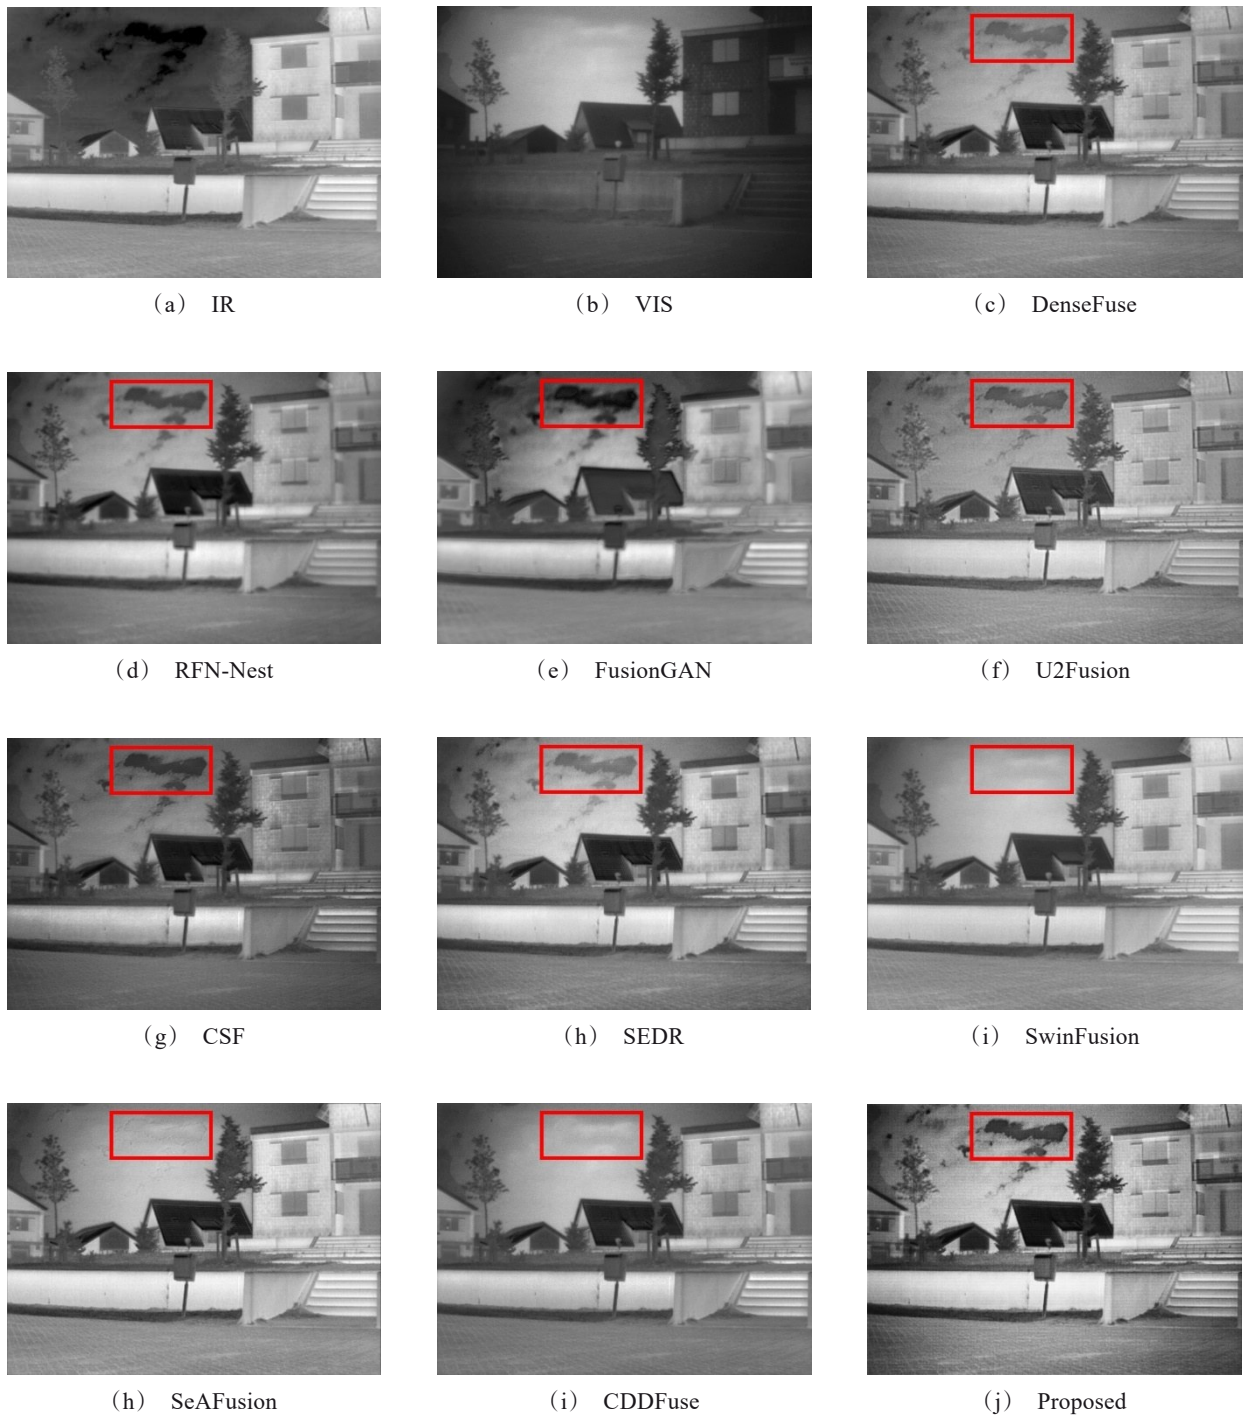 （a） IR
（b） VIS
（c） DenseFuse
（d） RFN-Nest
（e） FusionGAN
（f） U2Fusion
（g） CSF
（h） SEDR
（i） SwinFusion
（h） SeAFusion
（i） CDDFuse
（j） Proposed